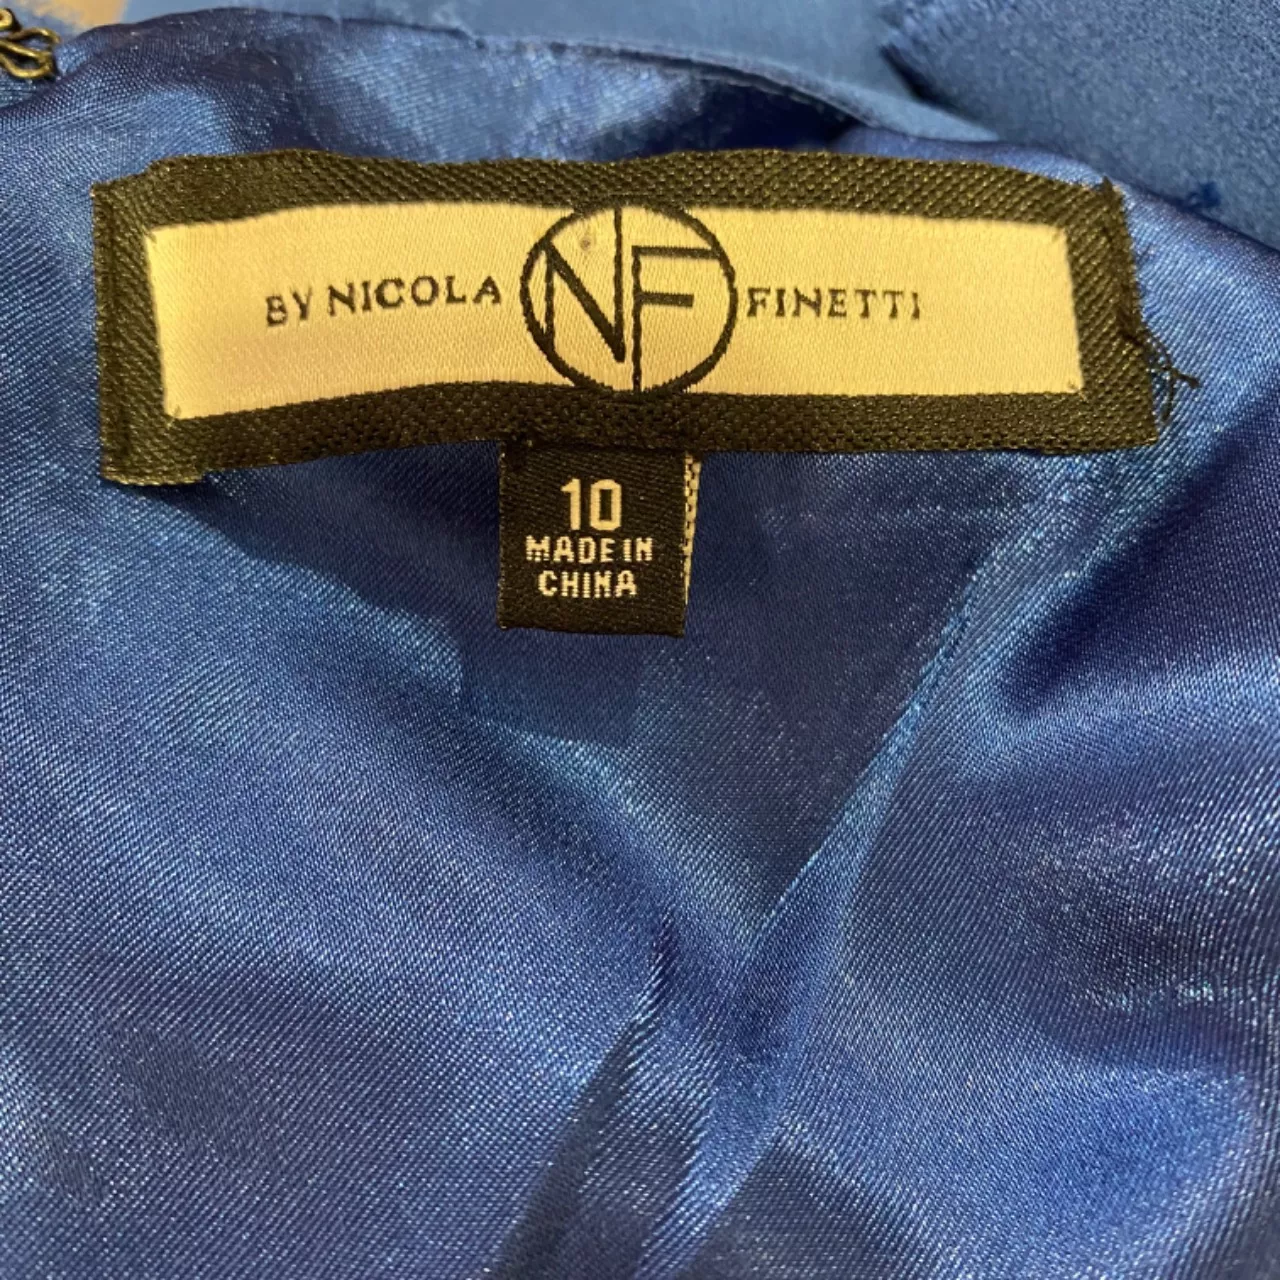 BY NICOLA NF FINETTI
10
MADE IN
CHINA